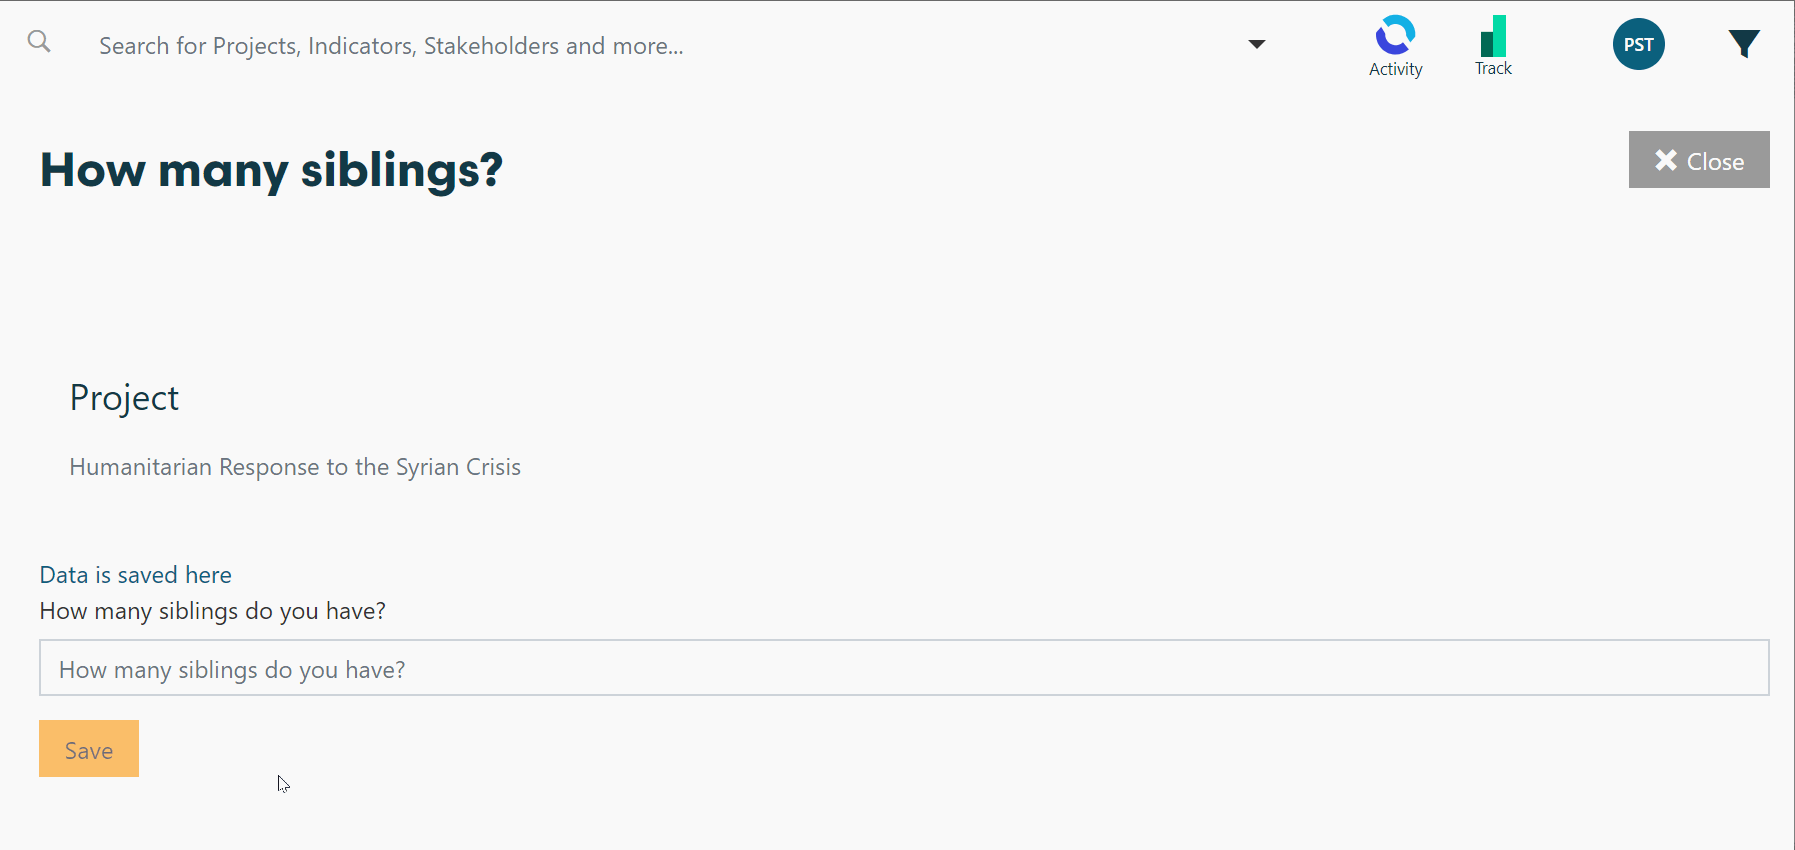 Search for Projects, Indicators, Stakeholders and more...
Activity
Track
PST
How many siblings?
Close
Project
Humanitarian Response to the Syrian Crisis
Data is saved here
How many siblings do you have?
How many siblings do you have?
Save